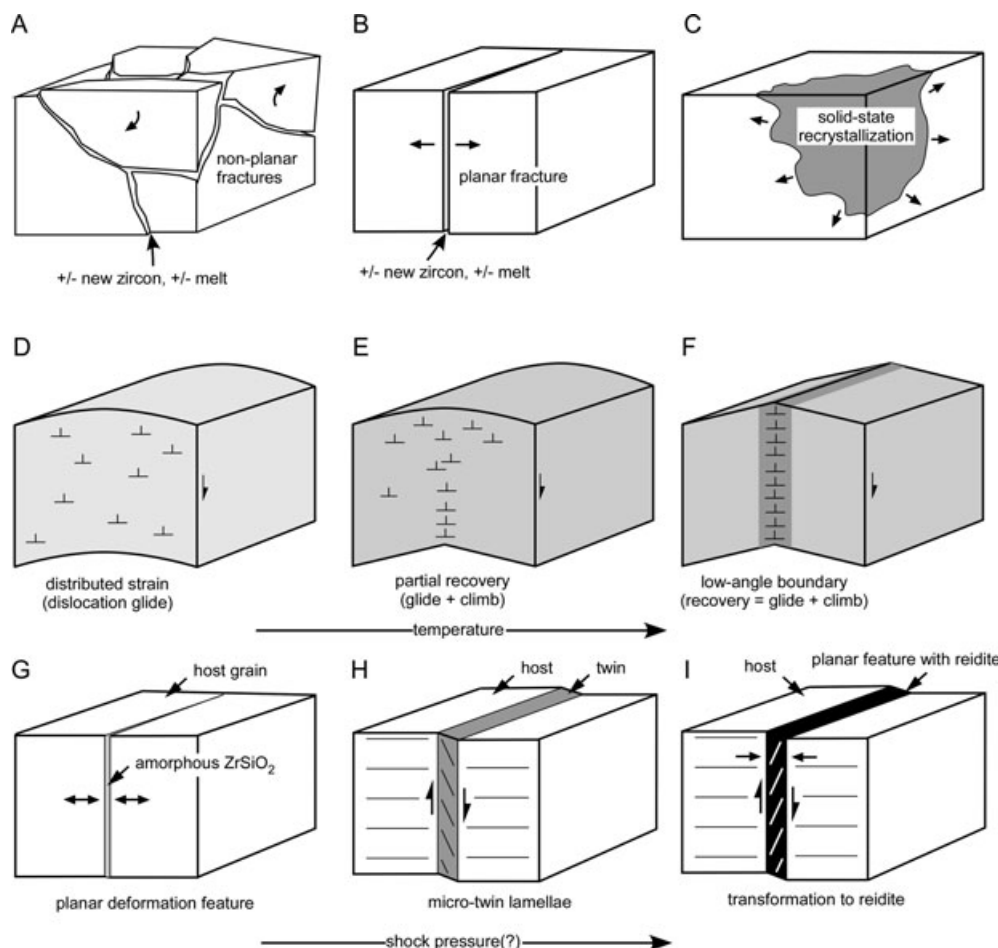 A
B
C
non-planar
fractures
planar fracture
solid-state
recrystallization
+/- new zircon, +/- melt
+/- new zircon, +/- melt
D
E
F
distributed strain
(dislocation glide)
partial recovery
(glide + climb)
low-angle boundary
(recovery = glide + climb)
temperature
G
host grain
H
host
twin
I
host
planar feature with reidite
amorphous ZrSiO₂
planar deformation feature
micro-twin lamellae
transformation to reidite
shock pressure(?)